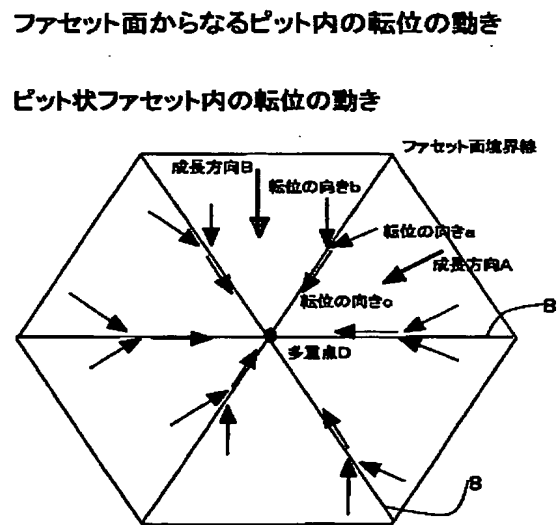 ファセット面からなるピット内の転位の動き
ピット状ファセット内の転位の動き
ファセット面境界線
成長方向B
転位の向きb
転位の向きa
成長方向A
転位の向きc
8
多重点D
8